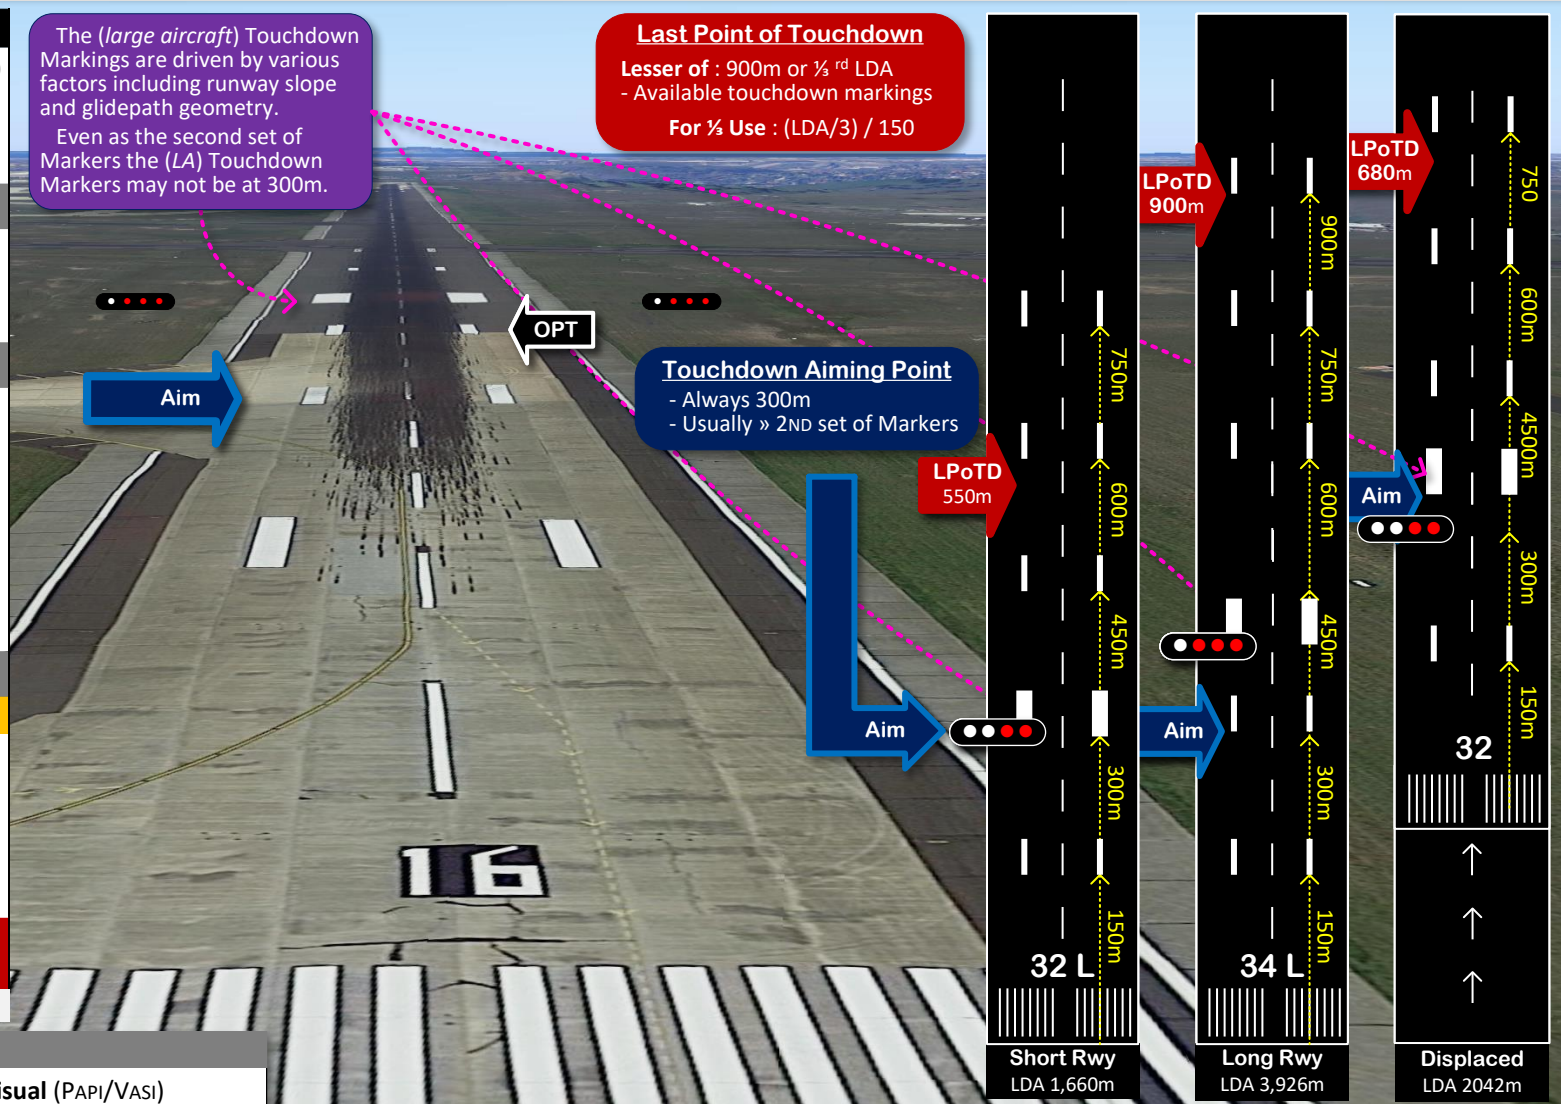 The (large aircraft) Touchdown
Markings are driven by various
factors including runway slope
and glidepath geometry.
Even as the second set of
Markers the (LA) Touchdown
Markers may not be at 300m.
Last Point of Touchdown
Lesser of : 900m or ⅓ rd LDA
- Available touchdown markings
For ⅓ Use : (LDA/3) / 150
OPT
Aim
Touchdown Aiming Point
- Always 300m
- Usually » 2ND set of Markers
LPoTD
550m
Aim
750m
600m
450m
300m
150m
32 L
Short Rwy
LDA 1,660m
LPoTD
900m
Aim
900m
750m
600m
450m
300m
150m
34 L
Long Rwy
LDA 3,926m
LPoTD
680m
Aim
750
600m
4500m
300m
150m
32
Displaced
LDA 2042m
16
isual (PAPI/VASI)